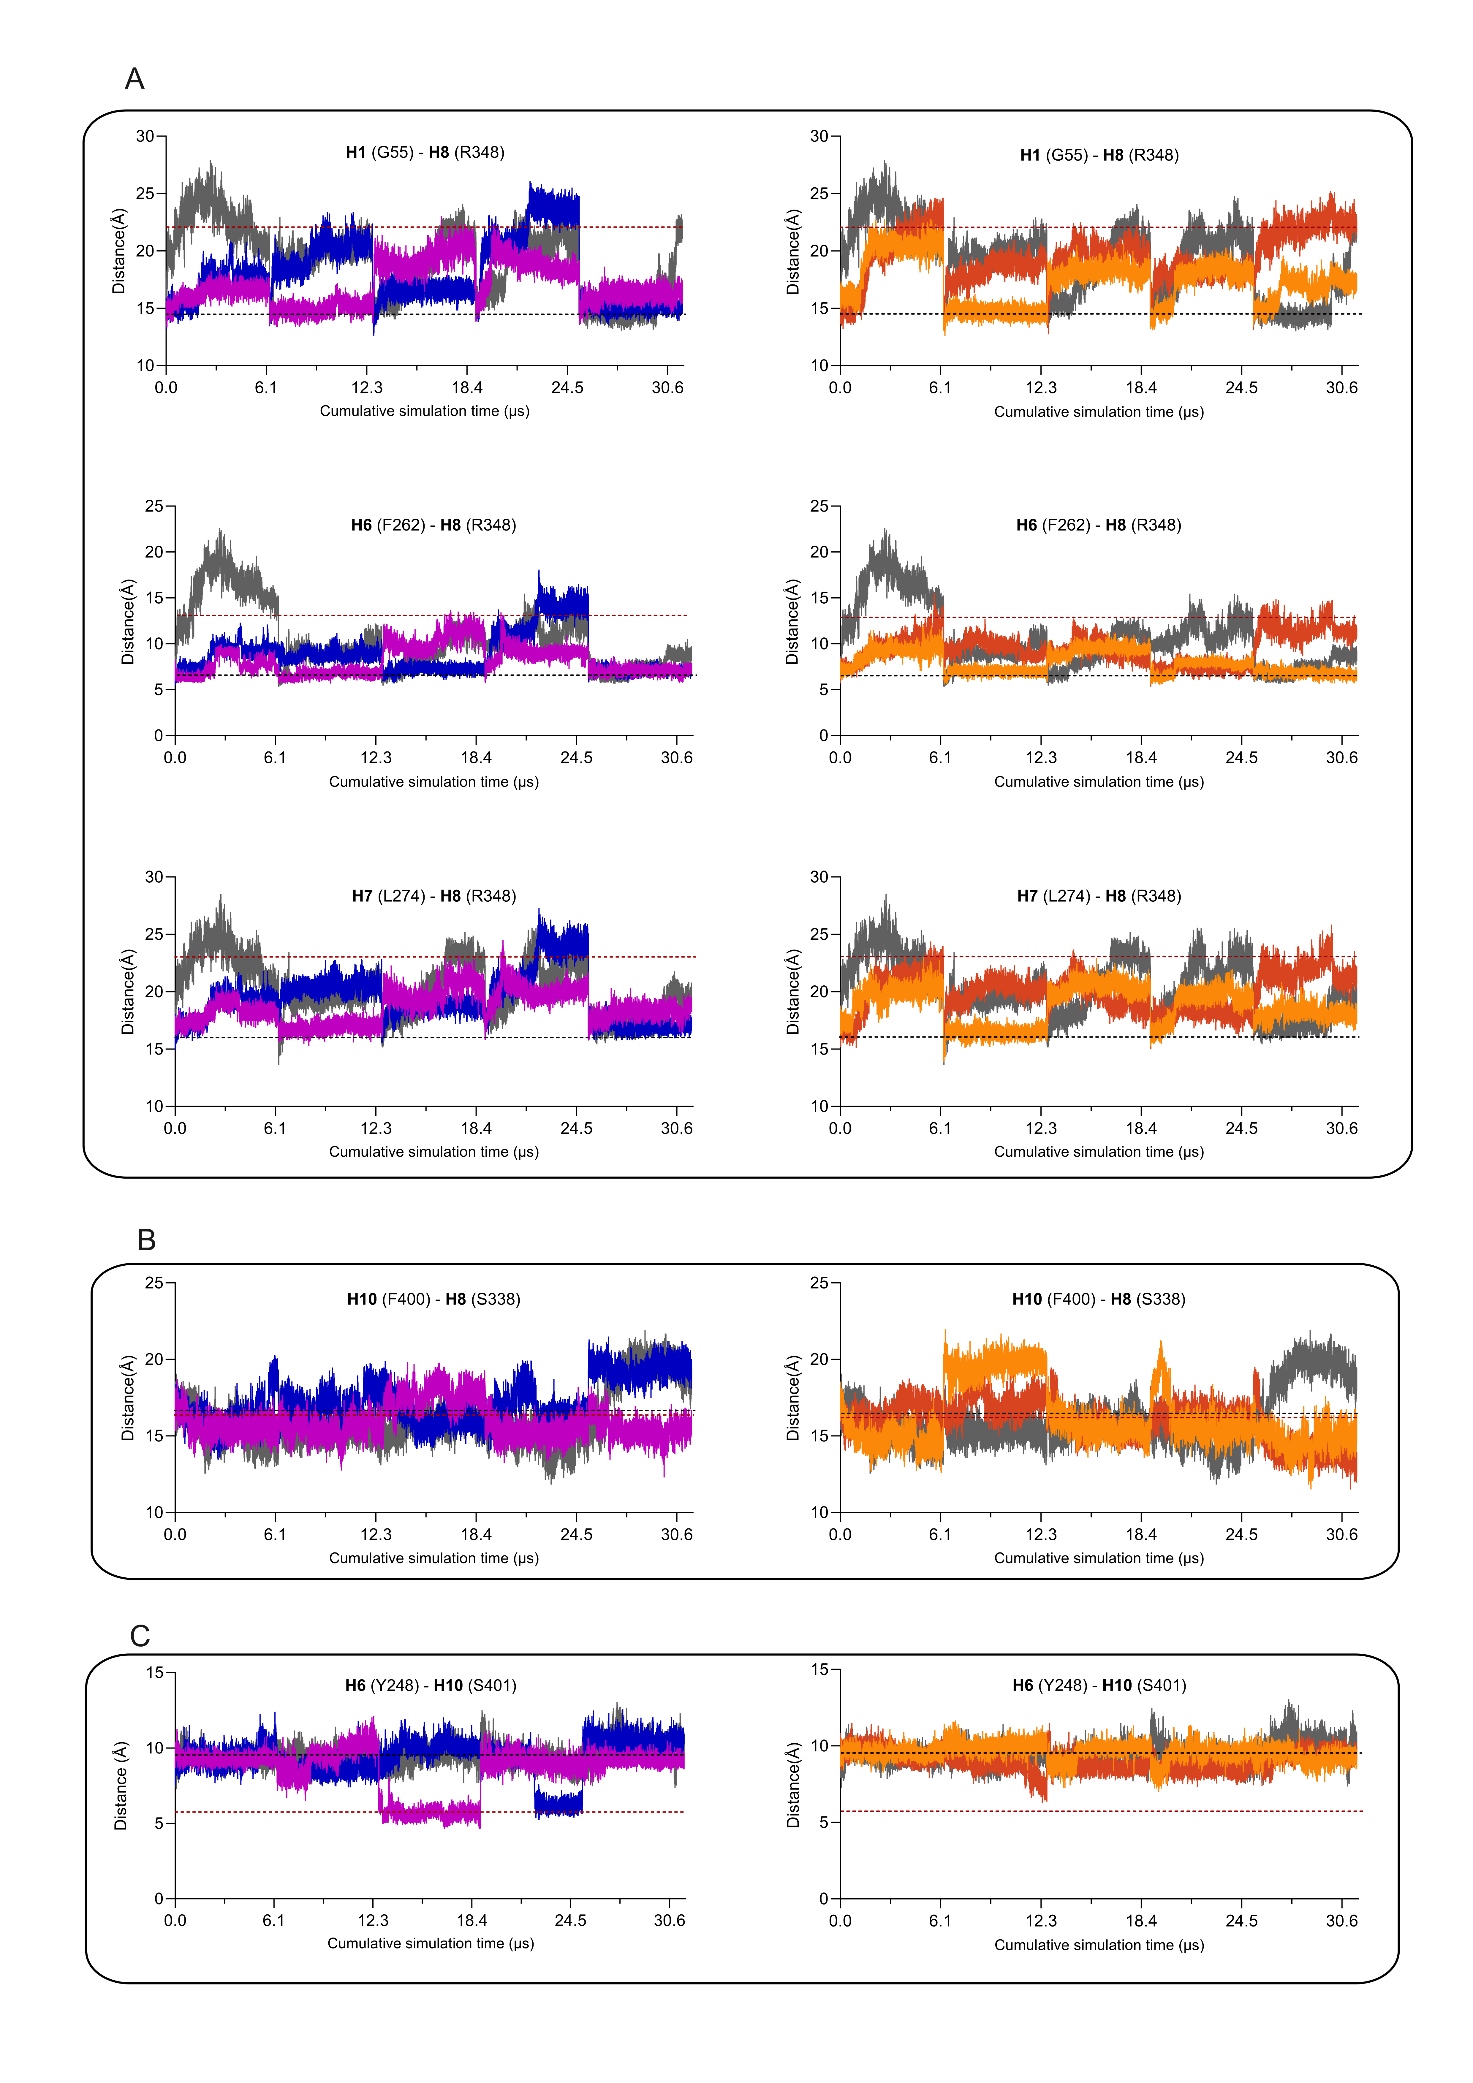 A
H1 (G55) - H8 (R348)
Distance(Å)
30
25
20
15
10
0.0 6.1 12.3 18.4 24.5 30.6
Cumulative simulation time (µs)
H1 (G55) - H8 (R348)
Distance(Å)
30
25
20
15
10
0.0 6.1 12.3 18.4 24.5 30.6
Cumulative simulation time (µs)
H6 (F262) - H8 (R348)
Distance(Å)
25
20
15
10
5
0
0.0 6.1 12.3 18.4 24.5 30.6
Cumulative simulation time (µs)
H6 (F262) - H8 (R348)
Distance(Å)
25
20
15
10
5
0
0.0 6.1 12.3 18.4 24.5 30.6
Cumulative simulation time (µs)
H7 (L274) - H8 (R348)
Distance(Å)
30
25
20
15
10
0.0 6.1 12.3 18.4 24.5 30.6
Cumulative simulation time (µs)
H7 (L274) - H8 (R348)
Distance(Å)
30
25
20
15
10
0.0 6.1 12.3 18.4 24.5 30.6
Cumulative simulation time (µs)
B
H10 (F400) - H8 (S338)
Distance(Å)
25
20
15
10
0.0 6.1 12.3 18.4 24.5 30.6
Cumulative simulation time (µs)
H10 (F400) - H8 (S338)
Distance(Å)
25
20
15
10
0.0 6.1 12.3 18.4 24.5 30.6
Cumulative simulation time (µs)
C
H6 (Y248) - H10 (S401)
Distance (Å)
15
10
5
0
0.0 6.1 12.3 18.4 24.5 30.6
Cumulative simulation time (µs)
H6 (Y248) - H10 (S401)
Distance(Å)
15
10
5
0
0.0 6.1 12.3 18.4 24.5 30.6
Cumulative simulation time (µs)